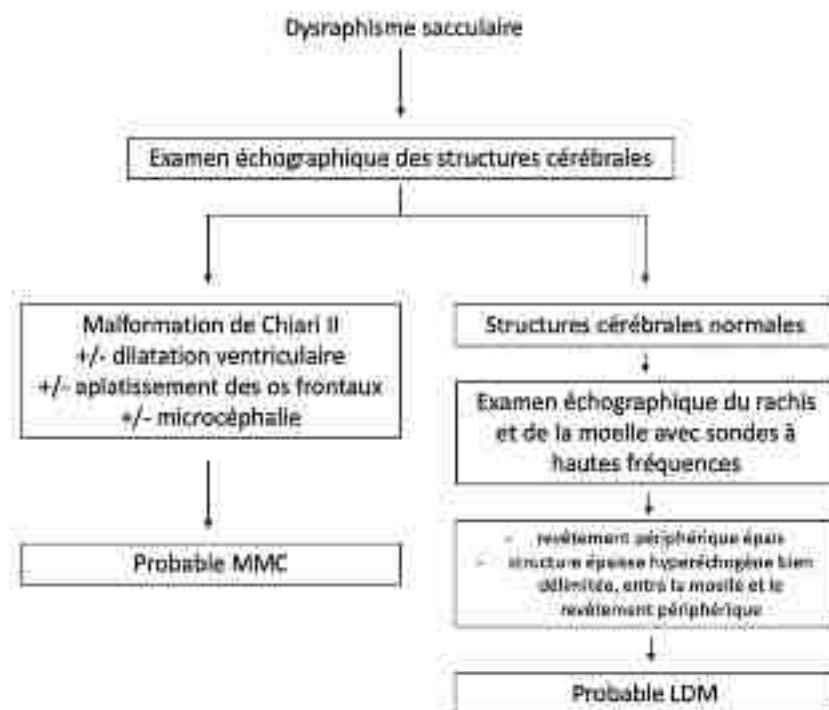 Dysraphisme sacculaire
Examen échographique des structures cérébrales
Malformation de Chiari II
+/- dilatation ventriculaire
+/- aplatissement des os frontaux
+/- microcéphalie
Probable MMC
Structures cérébrales normales
Examen échographique du rachis
et de la moelle avec sondes à
hautes fréquences
- revêtement périphérique épais
- structure épaisse hyperéchogène bien
délimitée, entre la moelle et le
revêtement périphérique
Probable LDM